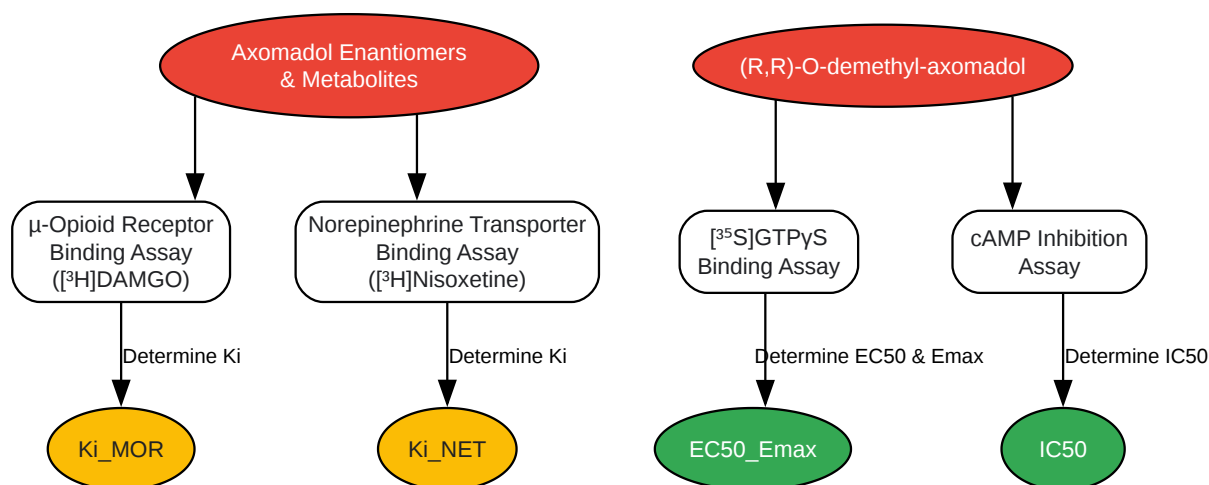 Axomadol Enantiomers
& Metabolites
(R,R)-O-demethyl-axomadol
µ-Opioid Receptor
Binding Assay
([³H]DAMGO)
Norepinephrine Transporter
Binding Assay
([³H]Nisoxetine)
[³⁵S]GTPγS
Binding Assay
cAMP Inhibition
Assay
Determine Ki
Determine Ki
Determine EC50 & Emax
Determine IC50
Ki_MOR
Ki_NET
EC50_Emax
IC50